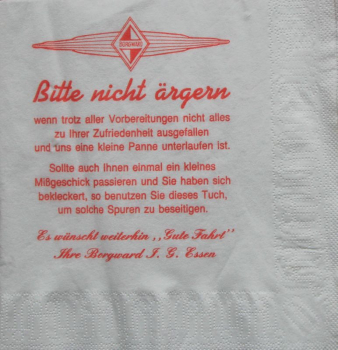 BORGWARD
Bitte nicht ärgern
wenn trotz aller Vorbereitungen nicht alles
zu Ihrer Zufriedenheit ausgefallen
und uns eine kleine Panne unterlaufen ist.
Sollte auch Ihnen einmal ein kleines
Mißgeschick passieren und Sie haben sich
bekleckert, so benutzen Sie dieses Tuch,
um solche Spuren zu beseitigen.
Es wünscht weiterhin ,,Gute Fahrt''
Ihre Borgward I. G. Essen